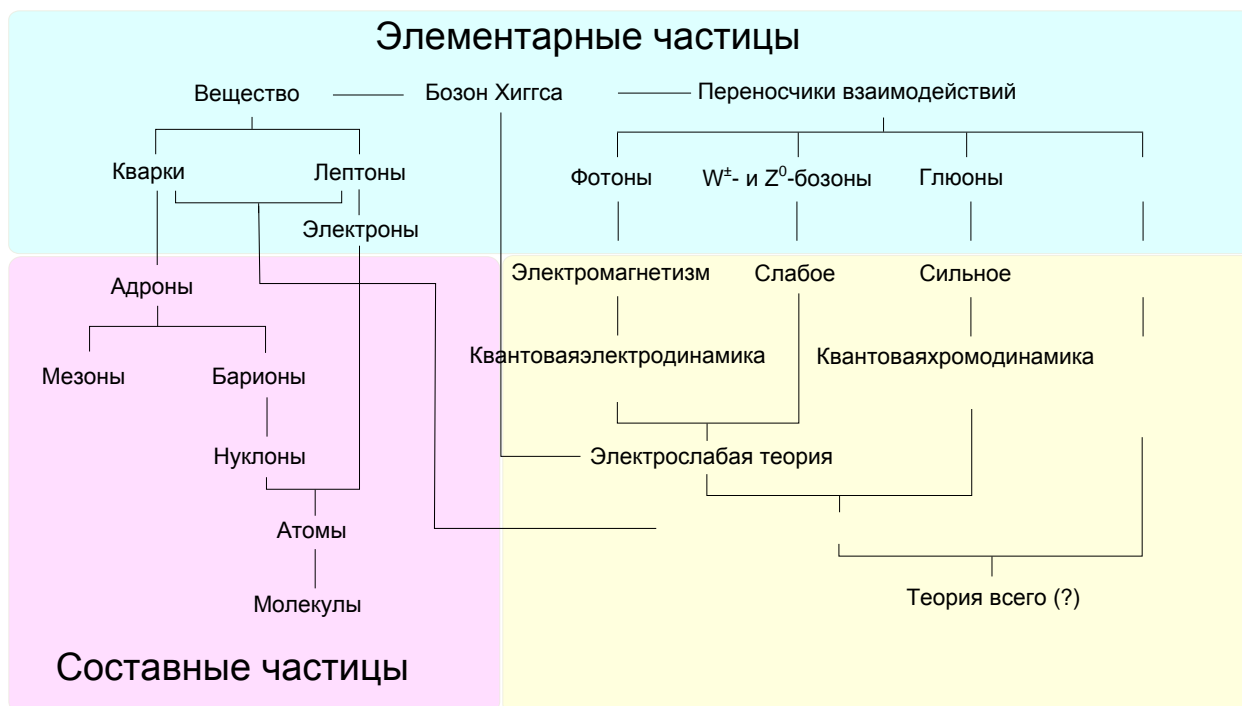 Элементарные частицы
Вещество
Бозон Хиггса
Переносчики взаимодействий
Кварки
Лептоны
Фотоны
W±- и Z⁰-бозоны
Глюоны
Электроны
Адроны
Электромагнетизм
Слабое
Сильное
Мезоны
Барионы
Квантоваяэлектродинамика
Квантоваяхромодинамика
Нуклоны
Электрослабая теория
Атомы
Молекулы
Теория всего (?)
Составные частицы